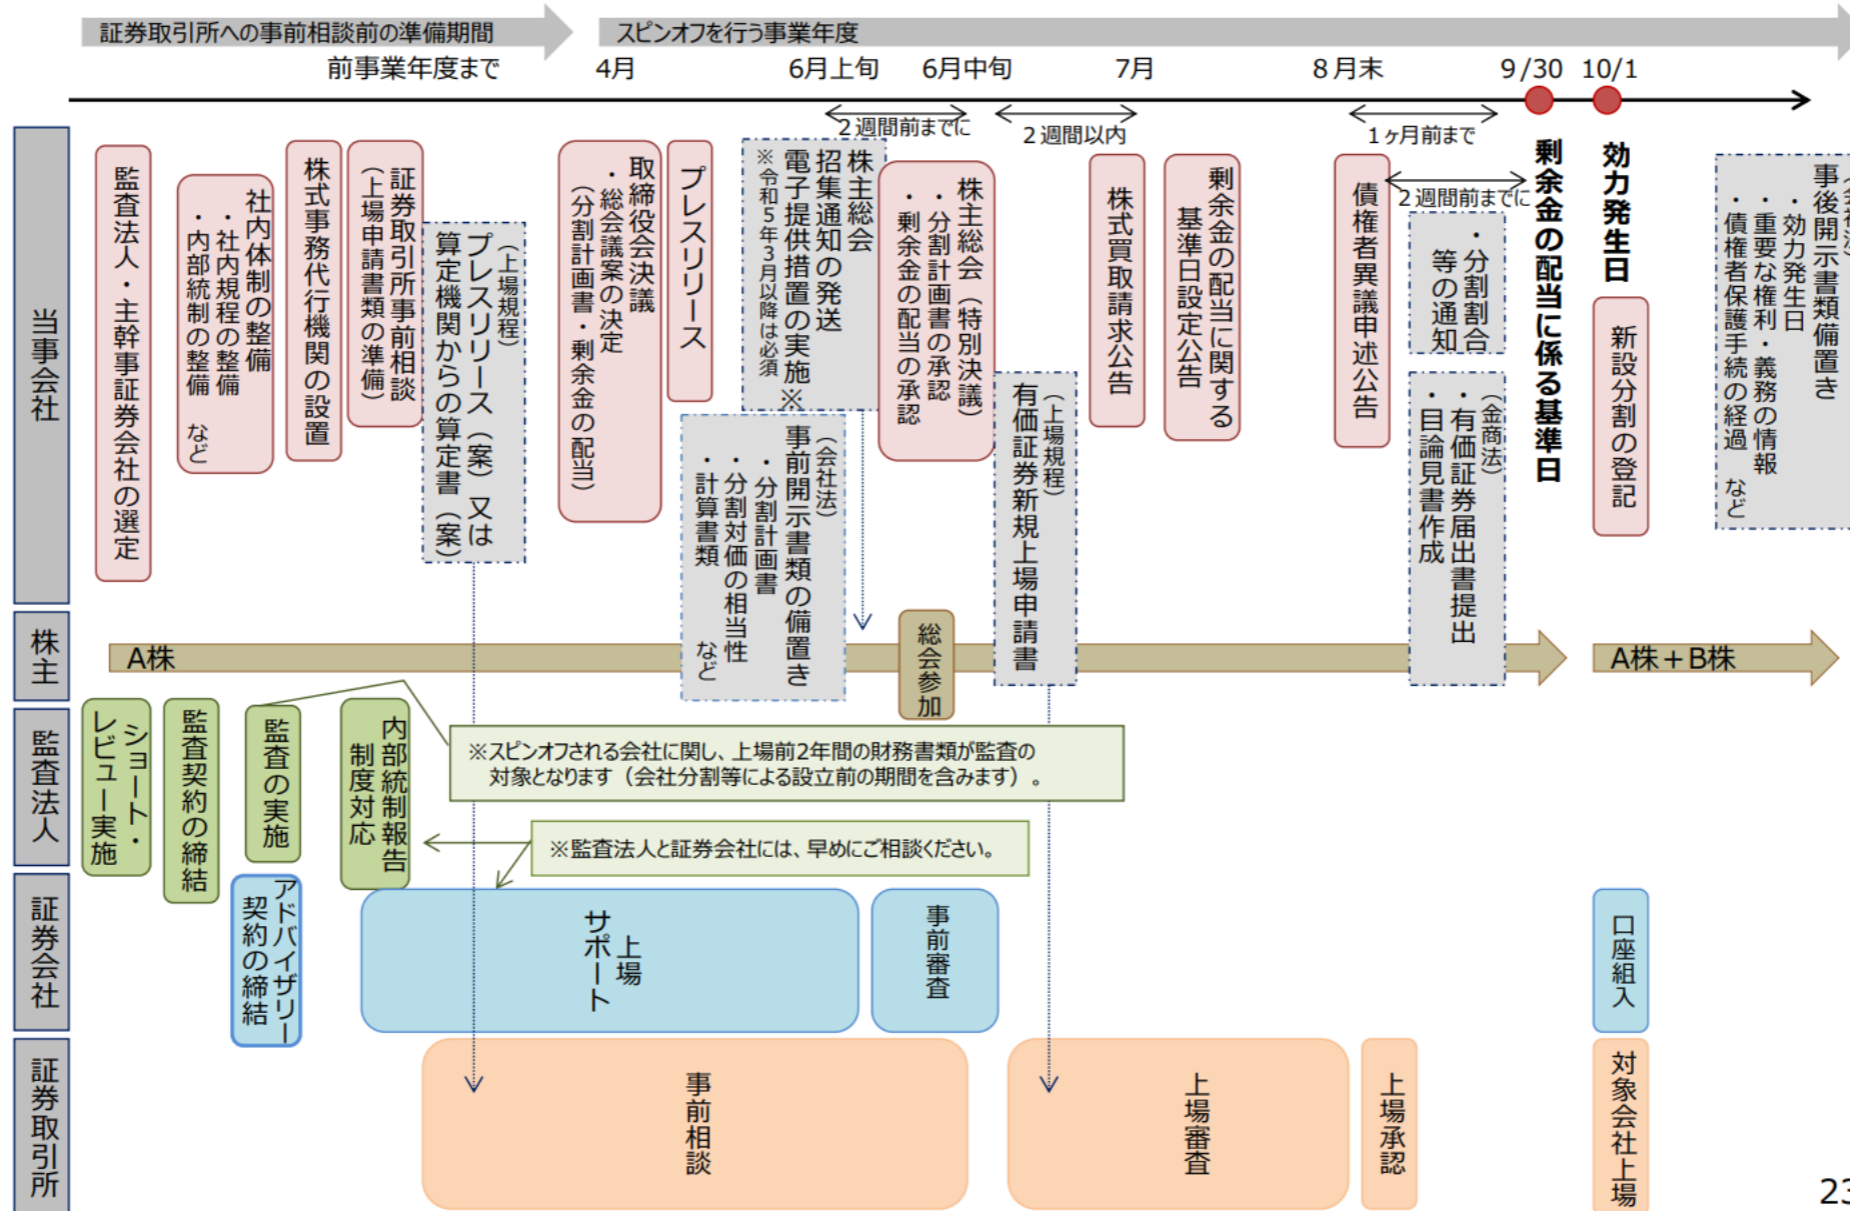 証券取引所への事前相談前の準備期間
スピンオフを行う事業年度
前事業年度まで
4月
6月上旬
6月中旬
7月
8月末
9/30
10/1
2週間前までに
2週間以内
1ヶ月前まで
当事会社
監査法人・主幹事証券会社の選定
社内体制の整備
・社内規程の整備
・内部統制の整備 など
株式事務代行機関の設置
証券取引所事前相談
（上場申請書類の準備）
（上場規程）
プレスリリース（案）又は
算定機関からの算定書（案）
取締役会決議
・総会議案の決定
（分割計画書・剰余金の配当）
プレスリリース
株主総会
招集通知の発送
電子提供措置の実施※
※令和5年3月以降は必須
（会社法）
事前開示書類の備置き
・分割計画書
・分割対価の相当性
・計算書類 など
株主総会（特別決議）
・分割計画書の承認
・剰余金の配当の承認
（上場規程）
有価証券新規上場申請書
株式買取請求公告
剰余金の配当に関する
基準日設定公告
債権者異議申述公告
2週間前までに
・分割割合
等の通知
（金商法）
・有価証券届出書提出
・目論見書作成
剰余金の配当に係る基準日
効力発生日
新設分割の登記
事後開示書類備置き
・効力発生日
・重要な権利・義務の情報
・債権者保護手続の経過 など
株主
A株
総会参加
A株＋B株
監査法人
ショート・
レビュー実施
監査契約の締結
監査の実施
内部統制報告
制度対応
※スピンオフされる会社に関し、上場前2年間の財務書類が監査の
対象となります（会社分割等による設立前の期間を含みます）。
※監査法人と証券会社には、早めにご相談ください。
証券会社
アドバイザリー
契約の締結
上場
サポート
事前審査
口座組入
証券取引所
事前相談
上場審査
上場承認
対象会社上場
23